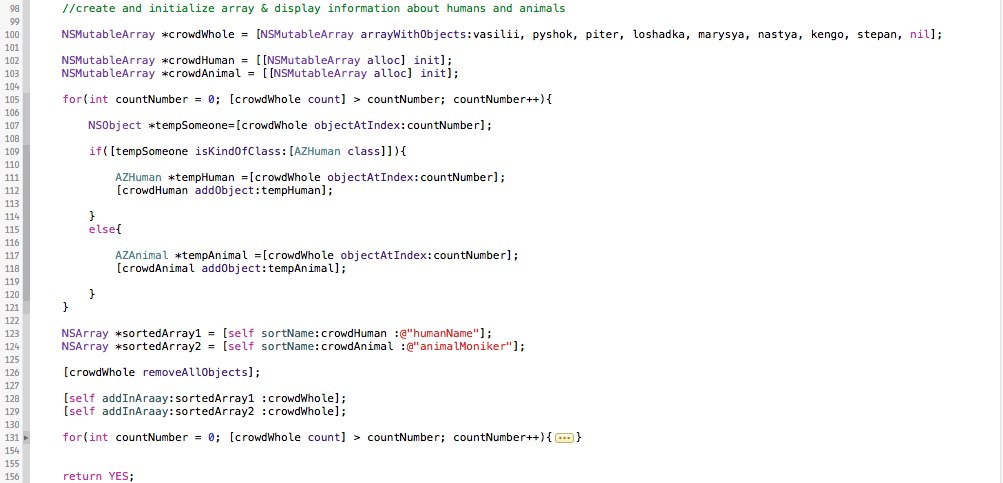 98 //create and initialize array & display information about humans and animals
99
100 NSMutableArray *crowdWhole = [NSMutableArray arrayWithObjects:vasilii, pyshok, piter, loshadka, marysya, nastya, kengo, stepan, nil];
101
102 NSMutableArray *crowdHuman = [[NSMutableArray alloc] init];
103 NSMutableArray *crowdAnimal = [[NSMutableArray alloc] init];
104
105 for(int countNumber = 0; [crowdWhole count] > countNumber; countNumber++){
106
107 NSObject *tempSomeone=[crowdWhole objectAtIndex:countNumber];
108
109 if([tempSomeone isKindOfClass:[AZHuman class]]){
110
111 AZHuman *tempHuman =[crowdWhole objectAtIndex:countNumber];
112 [crowdHuman addObject:tempHuman];
113
114 }
115 else{
116
117 AZAnimal *tempAnimal =[crowdWhole objectAtIndex:countNumber];
118 [crowdAnimal addObject:tempAnimal];
119
120 }
121 }
122
123 NSArray *sortedArray1 = [self sortName:crowdHuman :@"humanName"];
124 NSArray *sortedArray2 = [self sortName:crowdAnimal :@"animalMoniker"];
125
126 [crowdWhole removeAllObjects];
127
128 [self addInAraay:sortedArray1 :crowdWhole];
129 [self addInAraay:sortedArray2 :crowdWhole];
130
131 for(int countNumber = 0; [crowdWhole count] > countNumber; countNumber++){...}
154
155
156 return YES;